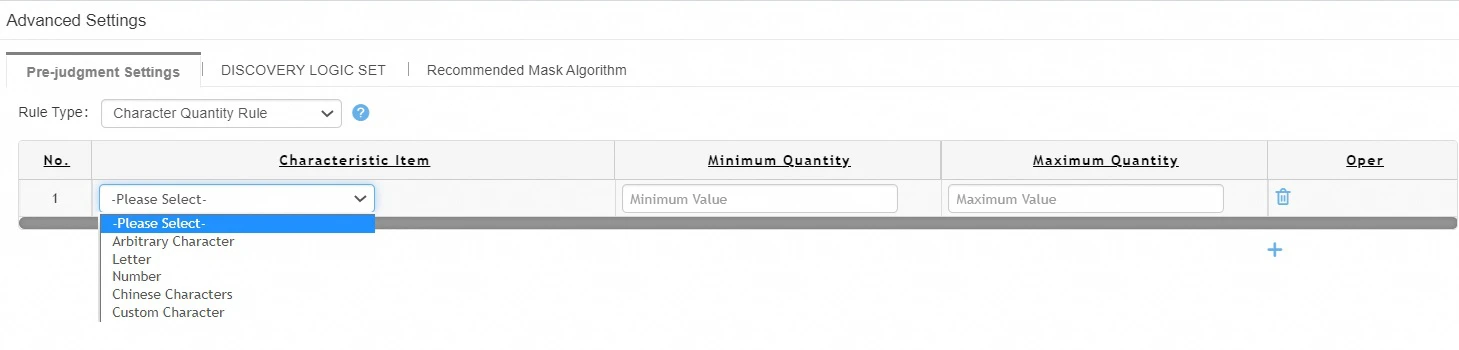 Advanced Settings
Pre-judgment Settings | DISCOVERY LOGIC SET | Recommended Mask Algorithm
Rule Type: Character Quantity Rule ?
No. Characteristic Item Minimum Quantity Maximum Quantity Oper
1 -Please Select- Minimum Value Maximum Value
-Please Select-
Arbitrary Character
Letter
Number
Chinese Characters
Custom Character